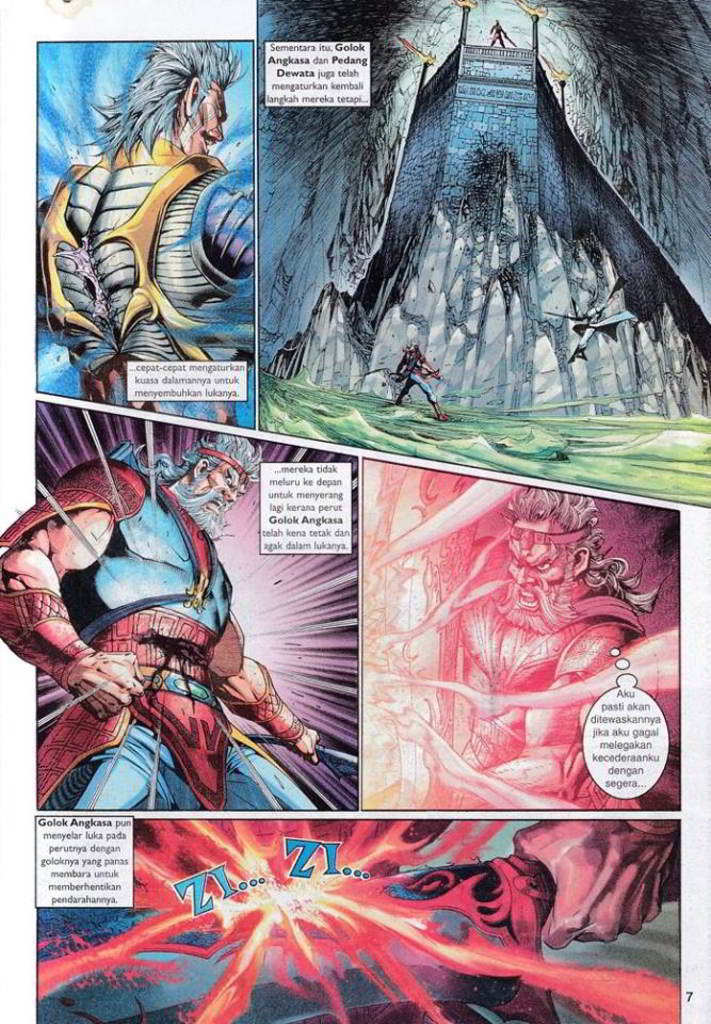 Sementara itu, Golok
Angkasa dan Pedang
Dewata juga telah
mengaturkan kembali
langkah mereka tetapi...
...cepat-cepat mengaturkan
kuasa dalamannya untuk
menyembuhkan lukanya.
...mereka tidak
meluru ke depan
untuk menyerang
lagi kerana perut
Golok Angkasa
telah kena tetak dan
agak dalam lukanya.
Aku
pasti akan
ditewaskannya
jika aku gagal
melegakan
kecederaanku
dengan
segera...
Golok Angkasa pun
menyelar luka pada
perutnya dengan
goloknya yang panas
membara untuk
memberhentikan
pendarahannya.
ZI... ZI...
7